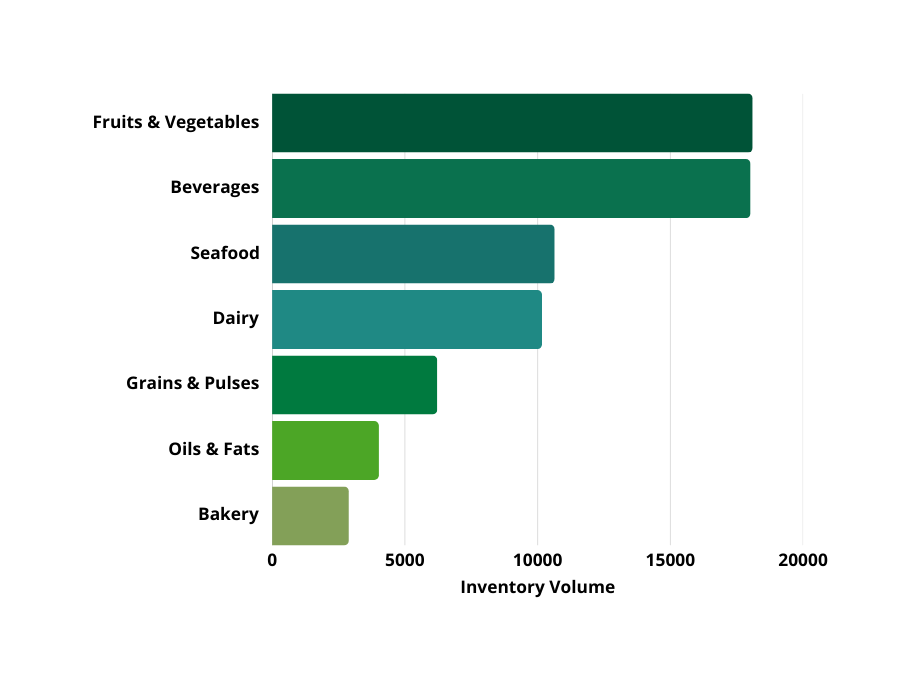 Fruits & Vegetables
Beverages
Seafood
Dairy
Grains & Pulses
Oils & Fats
Bakery
0 5000 10000 15000 20000
Inventory Volume